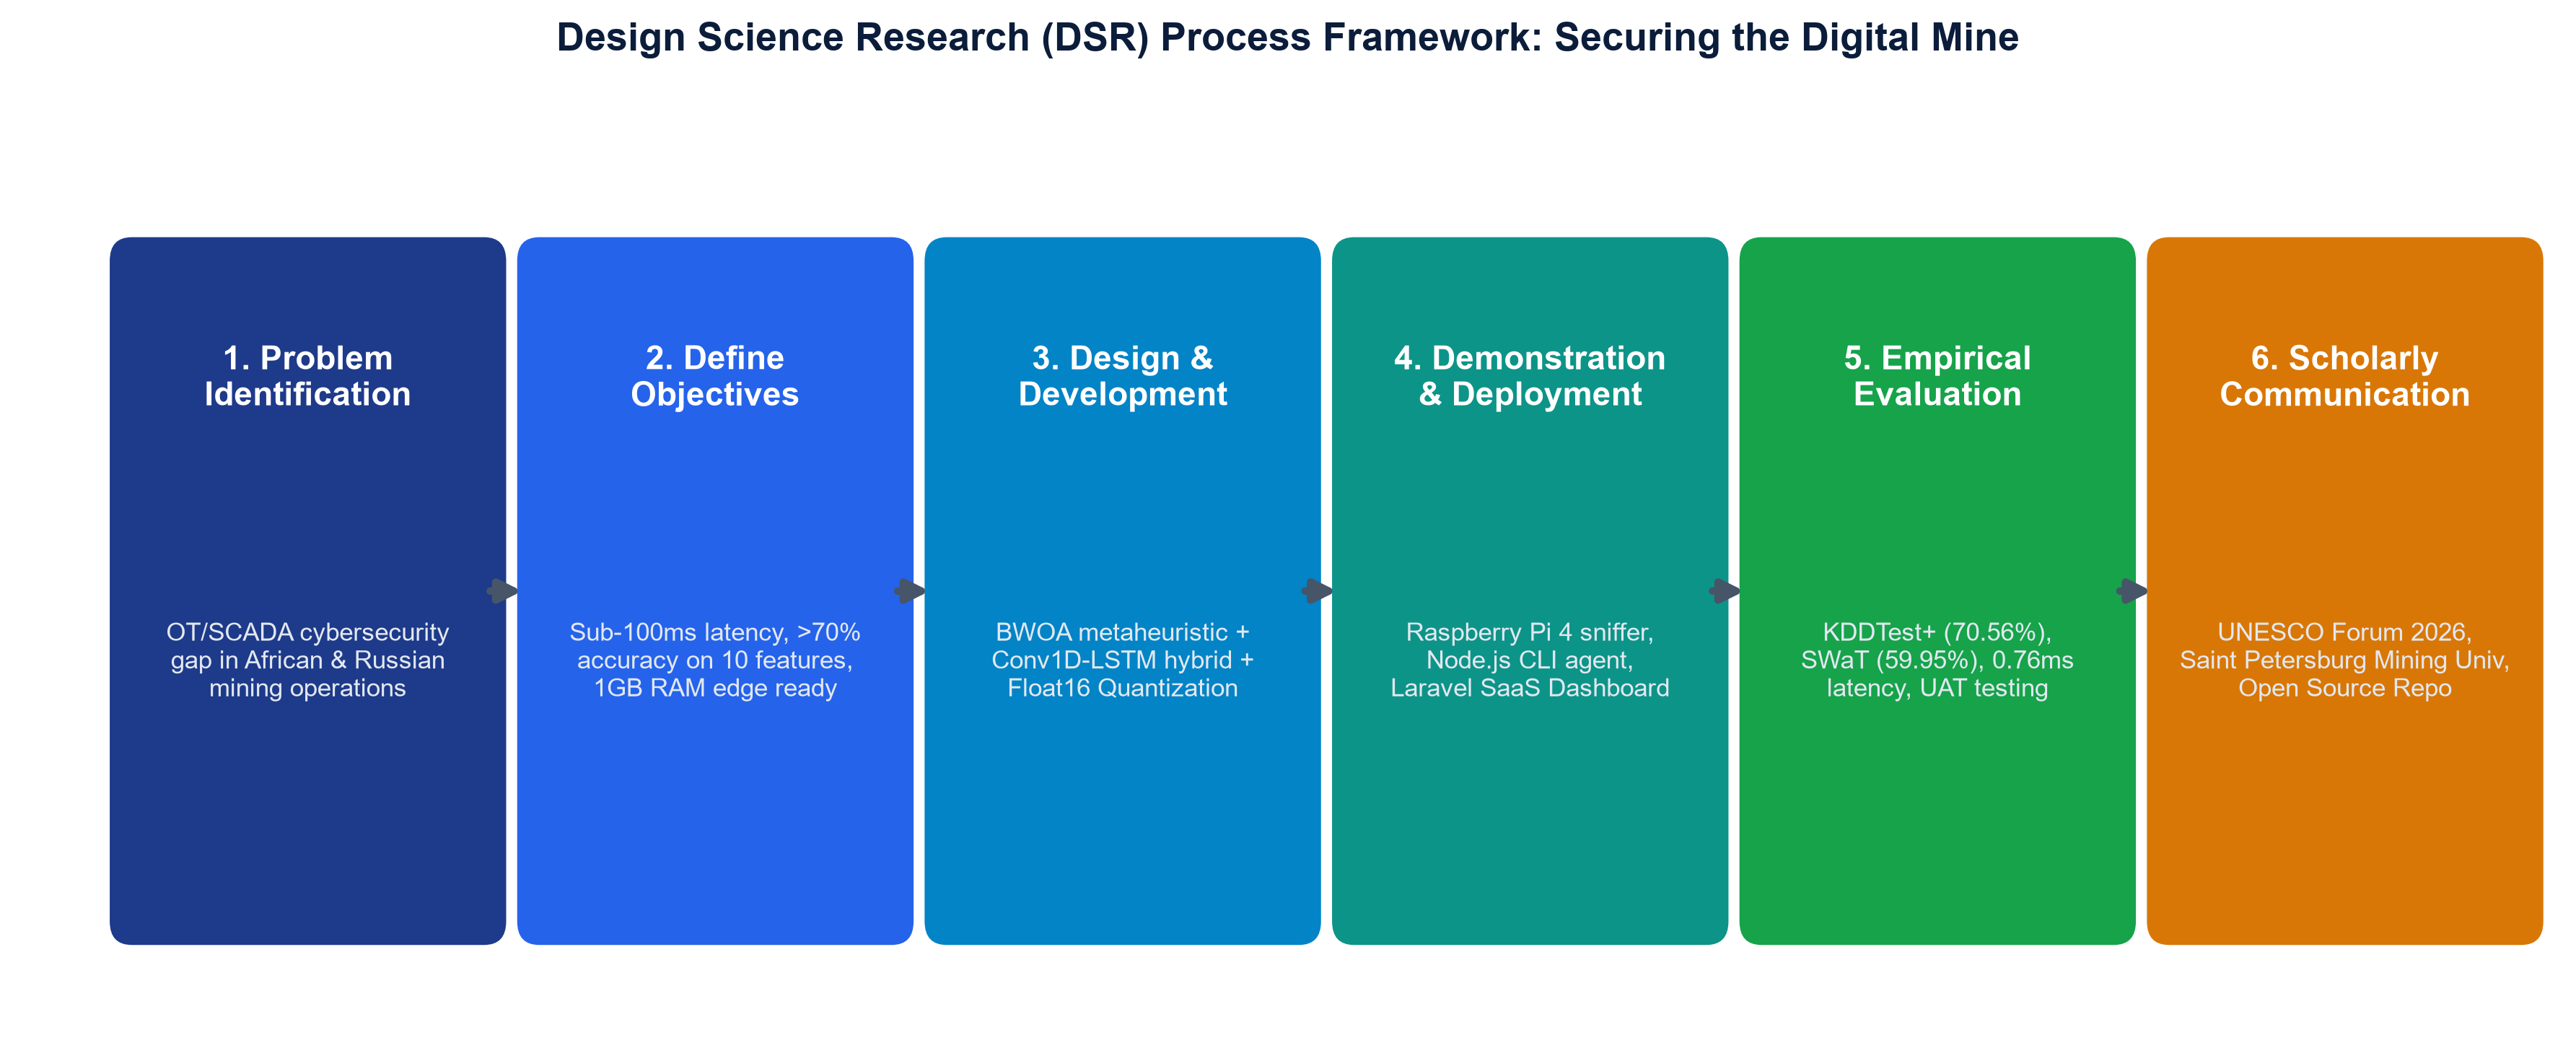 Design Science Research (DSR) Process Framework: Securing the Digital Mine
1. Problem
Identification
OT/SCADA cybersecurity
gap in African & Russian
mining operations
2. Define
Objectives
Sub-100ms latency, >70%
accuracy on 10 features,
1GB RAM edge ready
3. Design &
Development
BWOA metaheuristic +
Conv1D-LSTM hybrid +
Float16 Quantization
4. Demonstration
& Deployment
Raspberry Pi 4 sniffer,
Node.js CLI agent,
Laravel SaaS Dashboard
5. Empirical
Evaluation
KDDTest+ (70.56%),
SWaT (59.95%), 0.76ms
latency, UAT testing
6. Scholarly
Communication
UNESCO Forum 2026,
Saint Petersburg Mining Univ,
Open Source Repo